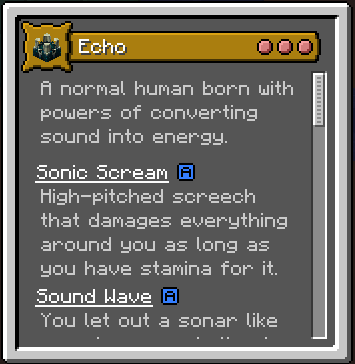 Echo
A normal human born with
powers of converting
sound into energy.
Sonic Scream A
High-pitched screech
that damages everything
around you as long as
you have stamina for it.
Sound Wave A
You let out a sonar like